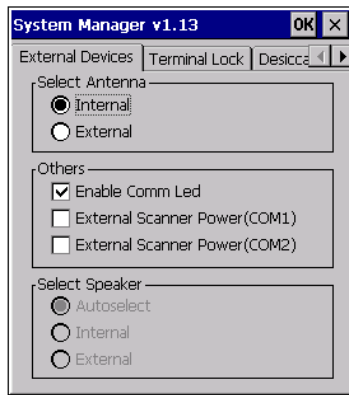 System Manager v1.13 OK ×
External Devices Terminal Lock Desicca
Select Antenna
Internal
External
Others
Enable Comm Led
External Scanner Power(COM1)
External Scanner Power(COM2)
Select Speaker
Autoselect
Internal
External